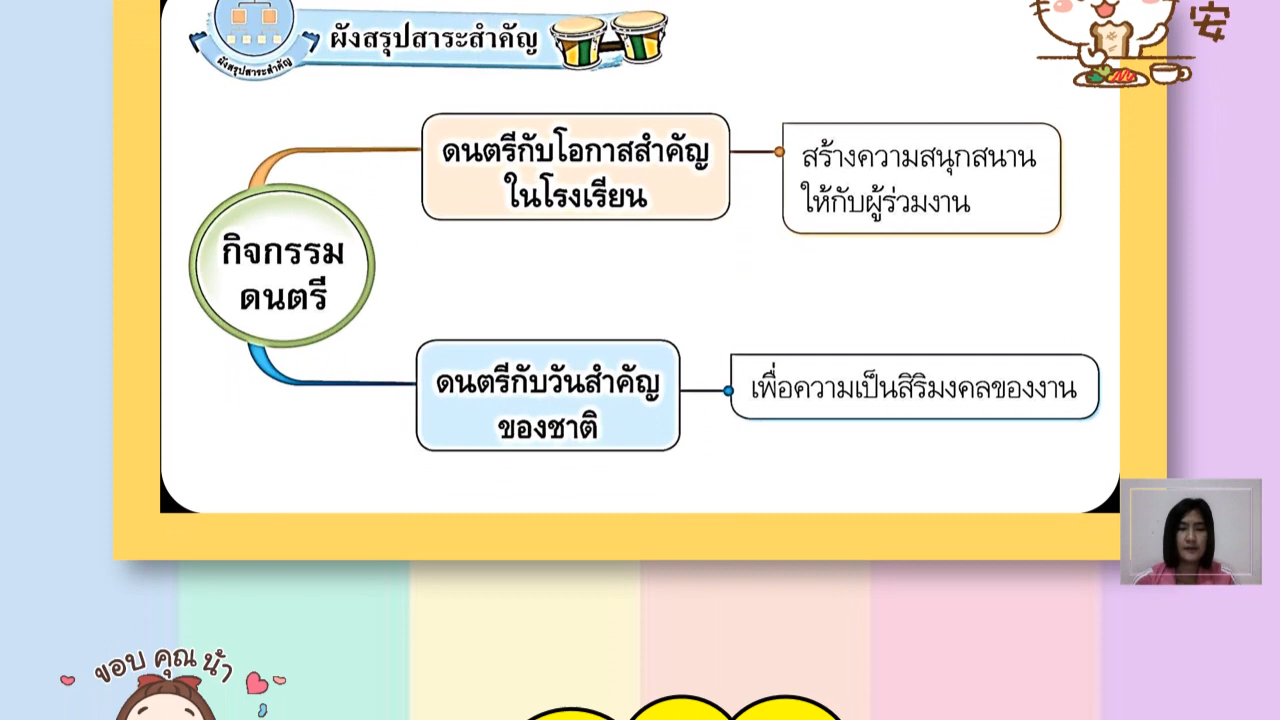 ผังสรุปสาระสำคัญ
ผังสรุปสาระสำคัญ
安
ดนตรีกับโอกาสสำคัญ
ในโรงเรียน
สร้างความสนุกสนาน
ให้กับผู้ร่วมงาน
กิจกรรม
ดนตรี
ดนตรีกับวันสำคัญ
ของชาติ
เพื่อความเป็นสิริมงคลของงาน
ขอบ คุณ น้า